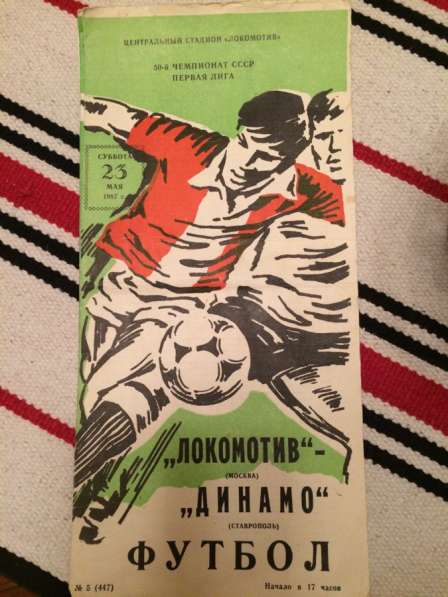 ЦЕНТРАЛЬНЫЙ СТАДИОН «ЛОКОМОТИВ»
50-й ЧЕМПИОНАТ СССР
ПЕРВАЯ ЛИГА
СУББОТА
23
МАЯ
1987 г.
„ЛОКОМОТИВ“-
(МОСКВА)
„ДИНАМО“
(СТАВРОПОЛЬ)
ФУТБОЛ
№ 5 (447)
Начало в 17 часов